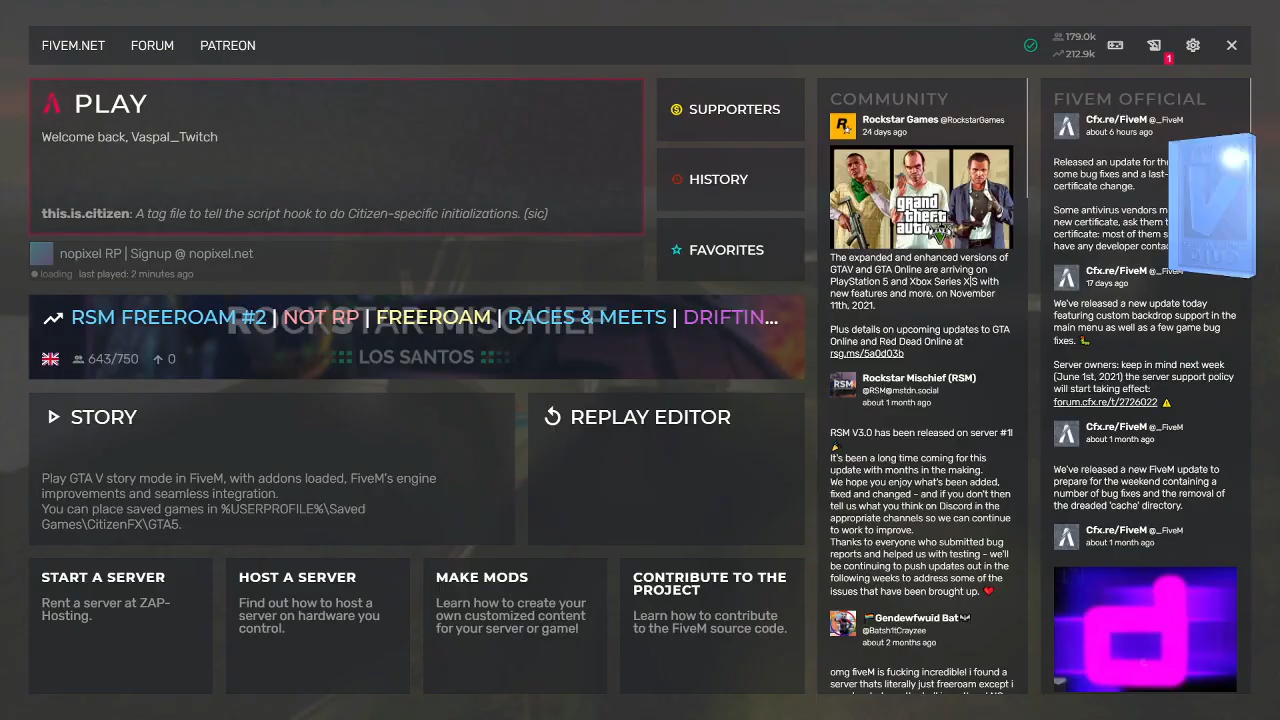 FIVEM.NET
FORUM
PATREON
179.0k
212.9k
1
PLAY
Welcome back, Vaspal_Twitch
this.is.citizen: A tag file to tell the script hook to do Citizen-specific initializations. (sic)
nopixel RP | Signup @ nopixel.net
loading last played: 2 minutes ago
SUPPORTERS
HISTORY
FAVORITES
RSM FREEROAM #2 | NOT RP | FREEROAM | RACES & MEETS | DRIFTIN...
ROCKSTAR MISCHIEF
LOS SANTOS
643/750
0
STORY
Play GTA V story mode in FiveM, with addons loaded, FiveM's engine
improvements and seamless integration.
You can place saved games in %USERPROFILE%\Saved
Games\CitizenFX\GTA5.
REPLAY EDITOR
START A SERVER
Rent a server at ZAP-
Hosting.
HOST A SERVER
Find out how to host a
server on hardware you
control.
MAKE MODS
Learn how to create your
own customized content
for your server or game!
CONTRIBUTE TO THE
PROJECT
Learn how to contribute
to the FiveM source code.
COMMUNITY
Rockstar Games @RockstarGames
24 days ago
grand
theft
auto
The expanded and enhanced versions of
GTAV and GTA Online are arriving on
PlayStation 5 and Xbox Series X|S with
new features and more, on November
11th, 2021.
Plus details on upcoming updates to GTA
Online and Red Dead Online at
rsg.ms/5a0d03b
RSM
Rockstar Mischief (RSM)
@RSM@mstdn.social
about 1 month ago
RSM V3.0 has been released on server #1!
It's been a long time coming for this
update with months in the making.
We hope you enjoy what's been added,
fixed and changed - and if you don't then
tell us what you think on Discord in the
appropriate channels so we can continue
to work to improve.
Thanks to everyone who submitted bug
reports and helped us with testing - we'll
be continuing to push updates out in the
following weeks to address some of the
issues that have been brought up.
Gendewfwuid Bat
@Batsh1tCrayzee
about 2 months ago
omg fiveM is fucking incredible! i found a
server thats literally just freeroam except i
FIVEM OFFICIAL
Cfx.re/FiveM @_FiveM
about 6 hours ago
Released an update for the
some bug fixes and a last-
certificate change.
Some antivirus vendors
new certificate, ask them
certificate: most of them
have any developer
Cfx.re/FiveM @_FiveM
17 days ago
We've released a new update today
featuring custom backdrop support in the
main menu as well as a few game bug
fixes.
Server owners: keep in mind next week
(June 1st, 2021) the server support policy
will start taking effect:
forum.cfx.re/t/2726022
Cfx.re/FiveM @_FiveM
about 1 month ago
We've released a new FiveM update to
prepare for the weekend containing a
number of bug fixes and the removal of
the dreaded 'cache' directory.
Cfx.re/FiveM @_FiveM
about 1 month ago